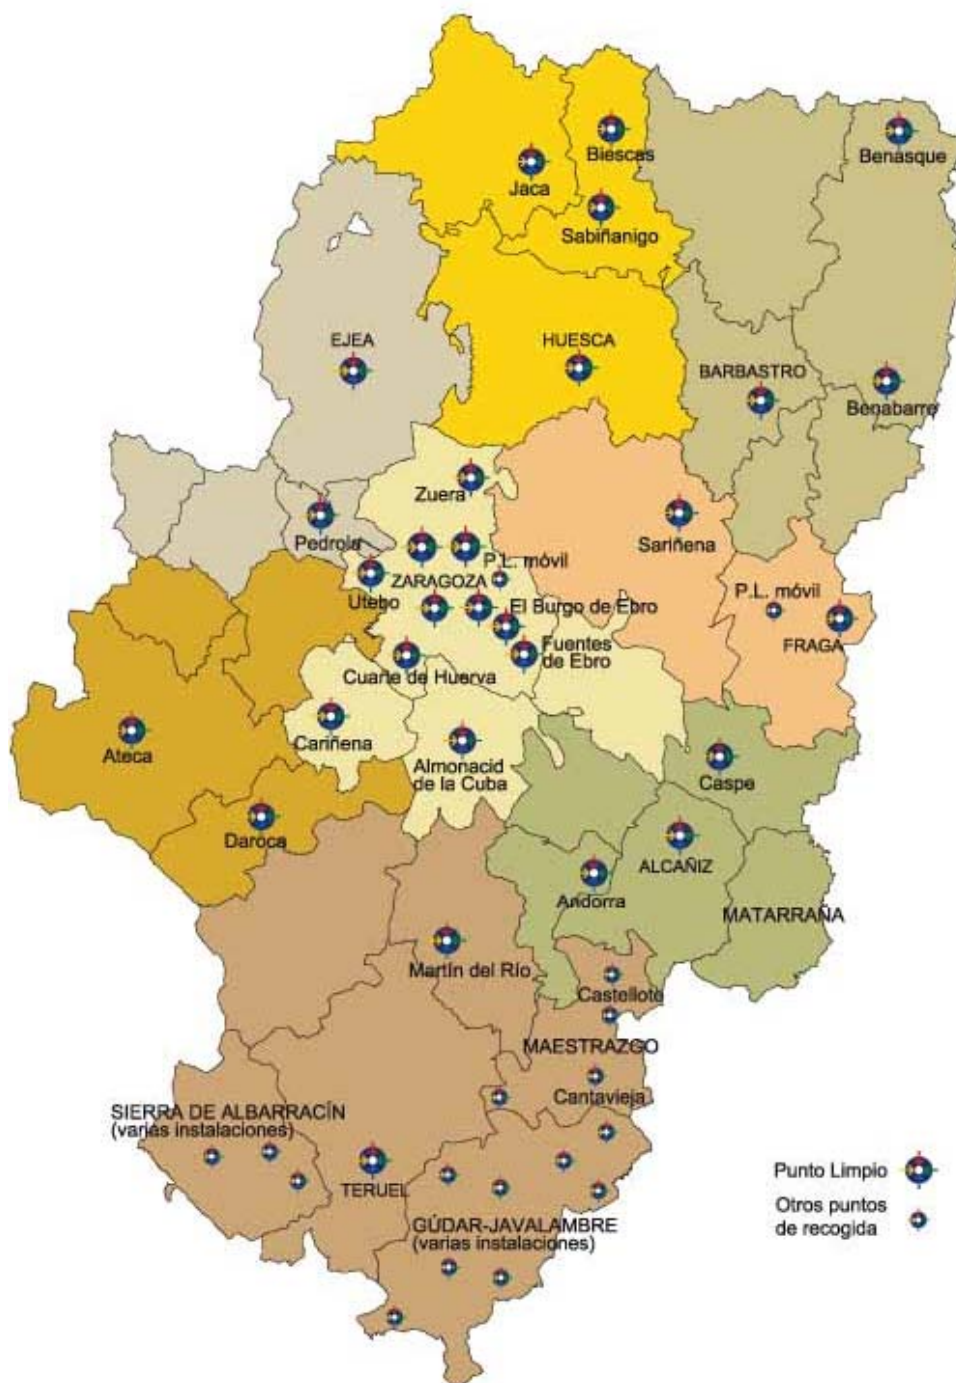 Biescas
Benasque
Jaca
Sabiñanigo
EJEA
HUESCA
BARBASTRO
Benabarre
Zuera
Pedrola
Sariñena
P.L. móvil
ZARAGOZA
Utebo
El Burgo de Ebro
P.L. móvil
FRAGA
Fuentes
de Ebro
Cuarte de Huerva
Cariñena
Ateca
Almonacid
de la Cuba
Caspe
Daroca
ALCAÑIZ
Andorra
MATARRAÑA
Martín del Río
Castellote
MAESTRAZGO
Cantavieja
SIERRA DE ALBARRACÍN
(varias instalaciones)
TERUEL
GÚDAR-JAVALAMBRE
(varias instalaciones)
Punto Limpio
Otros puntos
de recogida